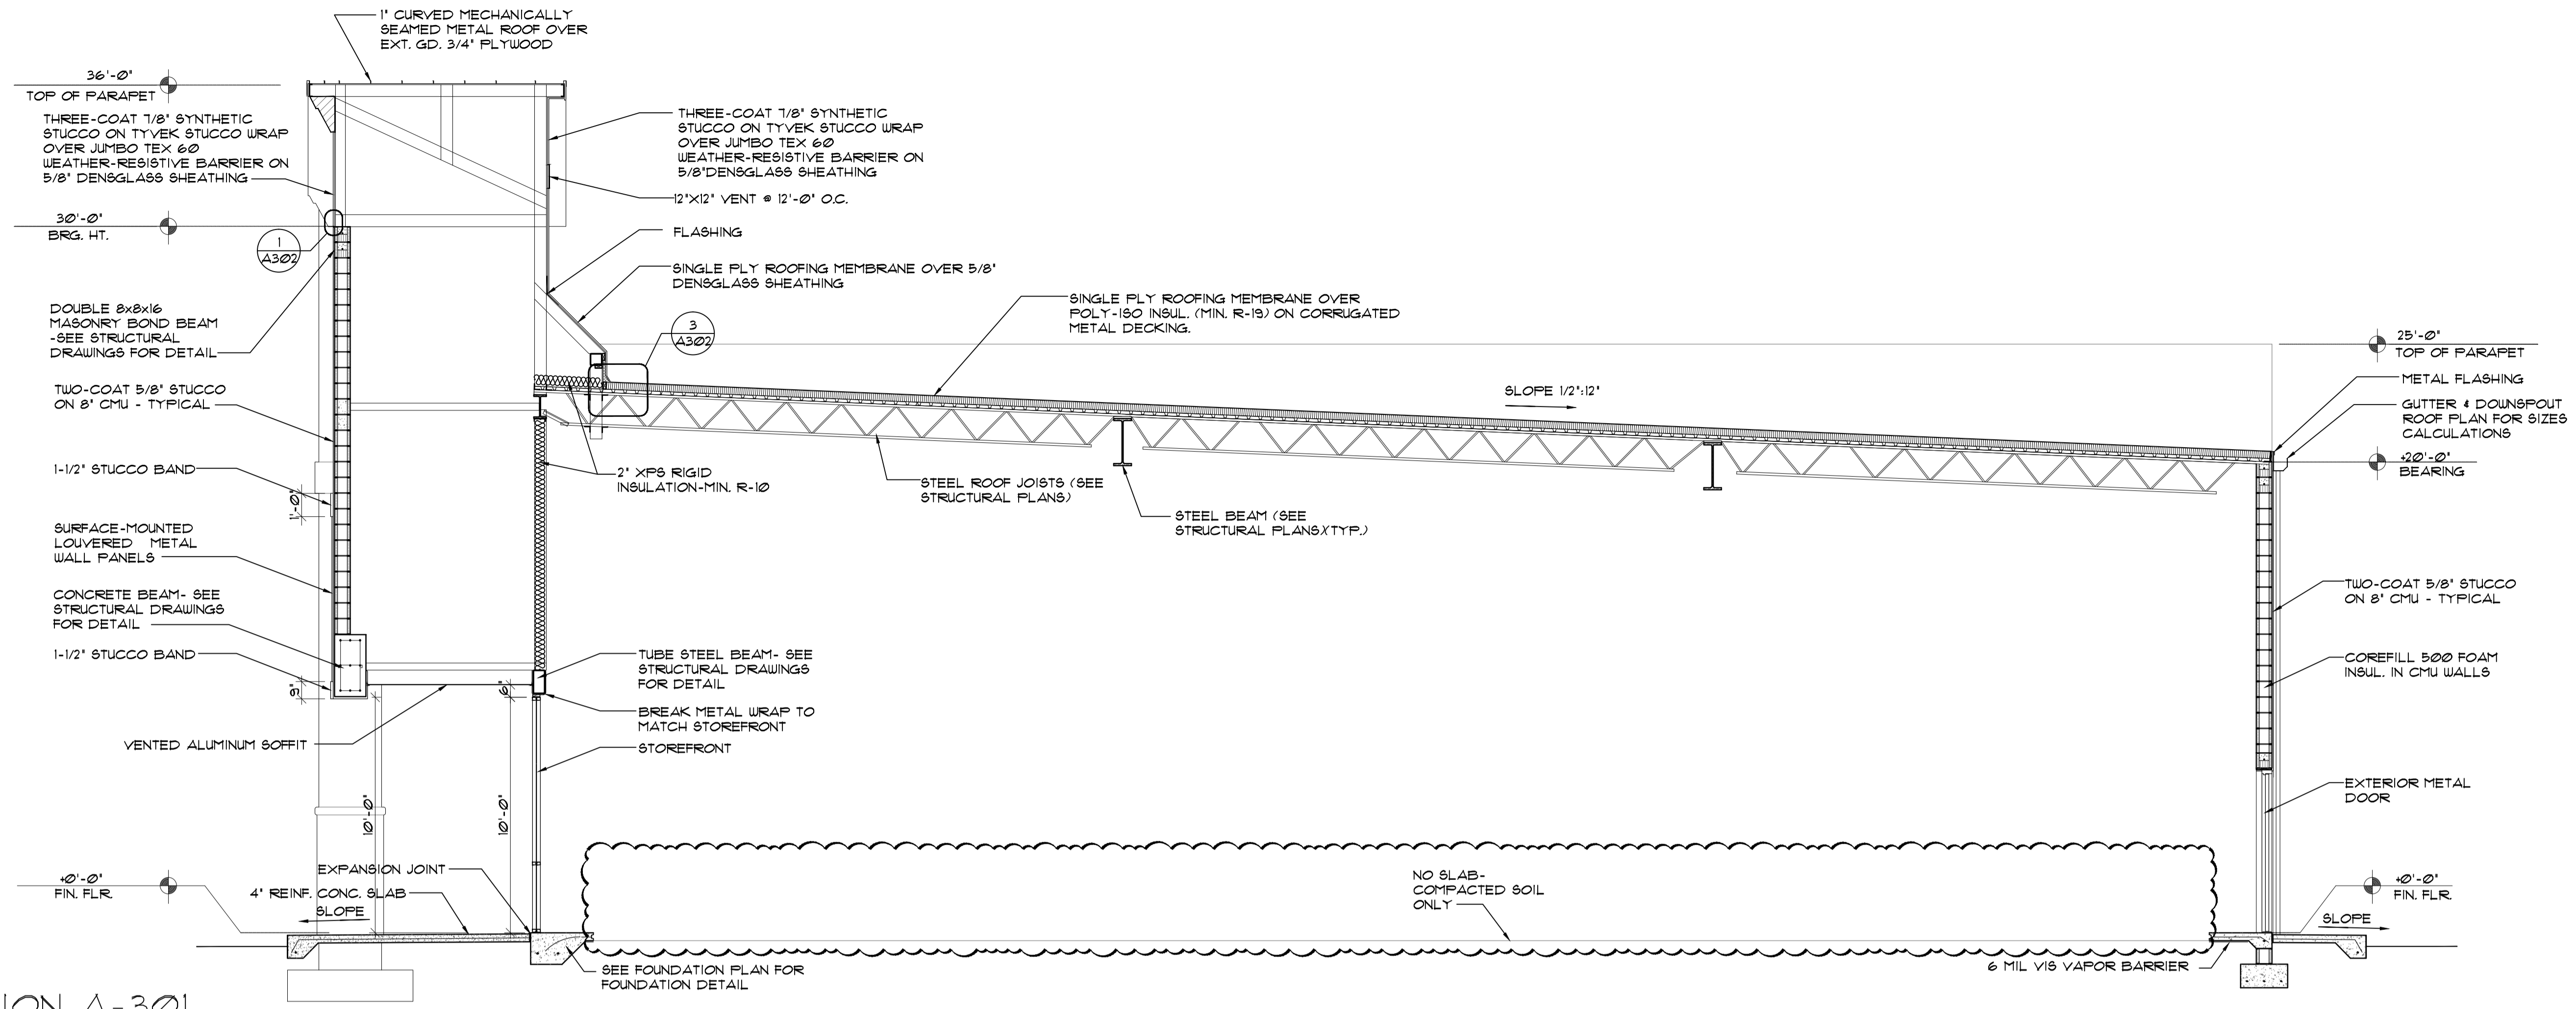 1" CURVED MECHANICALLY
SEAMED METAL ROOF OVER
EXT. GD. 3/4" PLYWOOD
36'-0"
TOP OF PARAPET
THREE-COAT 7/8" SYNTHETIC
STUCCO ON TYVEK STUCCO WRAP
OVER JUMBO TEX 60
WEATHER-RESISTIVE BARRIER ON
5/8" DENSGLASS SHEATHING
THREE-COAT 7/8" SYNTHETIC
STUCCO ON TYVEK STUCCO WRAP
OVER JUMBO TEX 60
WEATHER-RESISTIVE BARRIER ON
5/8"DENSGLASS SHEATHING
12"X12" VENT @ 12'-0" O.C.
30'-0"
BRG. HT.
1
A302
FLASHING
SINGLE PLY ROOFING MEMBRANE OVER 5/8"
DENSGLASS SHEATHING
DOUBLE 8x8x16
MASONRY BOND BEAM
-SEE STRUCTURAL
DRAWINGS FOR DETAIL
3
A302
SINGLE PLY ROOFING MEMBRANE OVER
POLY-ISO INSUL. (MIN. R-19) ON CORRUGATED
METAL DECKING.
25'-0"
TOP OF PARAPET
METAL FLASHING
SLOPE 1/2":12"
GUTTER & DOWNSPOUT
ROOF PLAN FOR SIZES
CALCULATIONS
TWO-COAT 5/8" STUCCO
ON 8" CMU - TYPICAL
+20'-0"
BEARING
1-1/2" STUCCO BAND
1'-0"
2" XPS RIGID
INSULATION-MIN. R-10
STEEL ROOF JOISTS (SEE
STRUCTURAL PLANS)
STEEL BEAM (SEE
STRUCTURAL PLANS)(TYP.)
SURFACE-MOUNTED
LOUVERED METAL
WALL PANELS
CONCRETE BEAM- SEE
STRUCTURAL DRAWINGS
FOR DETAIL
TWO-COAT 5/8" STUCCO
ON 8" CMU - TYPICAL
1-1/2" STUCCO BAND
9"
6"
TUBE STEEL BEAM- SEE
STRUCTURAL DRAWINGS
FOR DETAIL
COREFILL 500 FOAM
INSUL. IN CMU WALLS
BREAK METAL WRAP TO
MATCH STOREFRONT
VENTED ALUMINUM SOFFIT
STOREFRONT
EXTERIOR METAL
DOOR
10'-0"
10'-0"
EXPANSION JOINT
+0'-0"
FIN. FLR.
4" REINF. CONC. SLAB
SLOPE
NO SLAB-
COMPACTED SOIL
ONLY
+0'-0"
FIN. FLR.
SLOPE
SEE FOUNDATION PLAN FOR
FOUNDATION DETAIL
6 MIL VIS VAPOR BARRIER
ION A-301